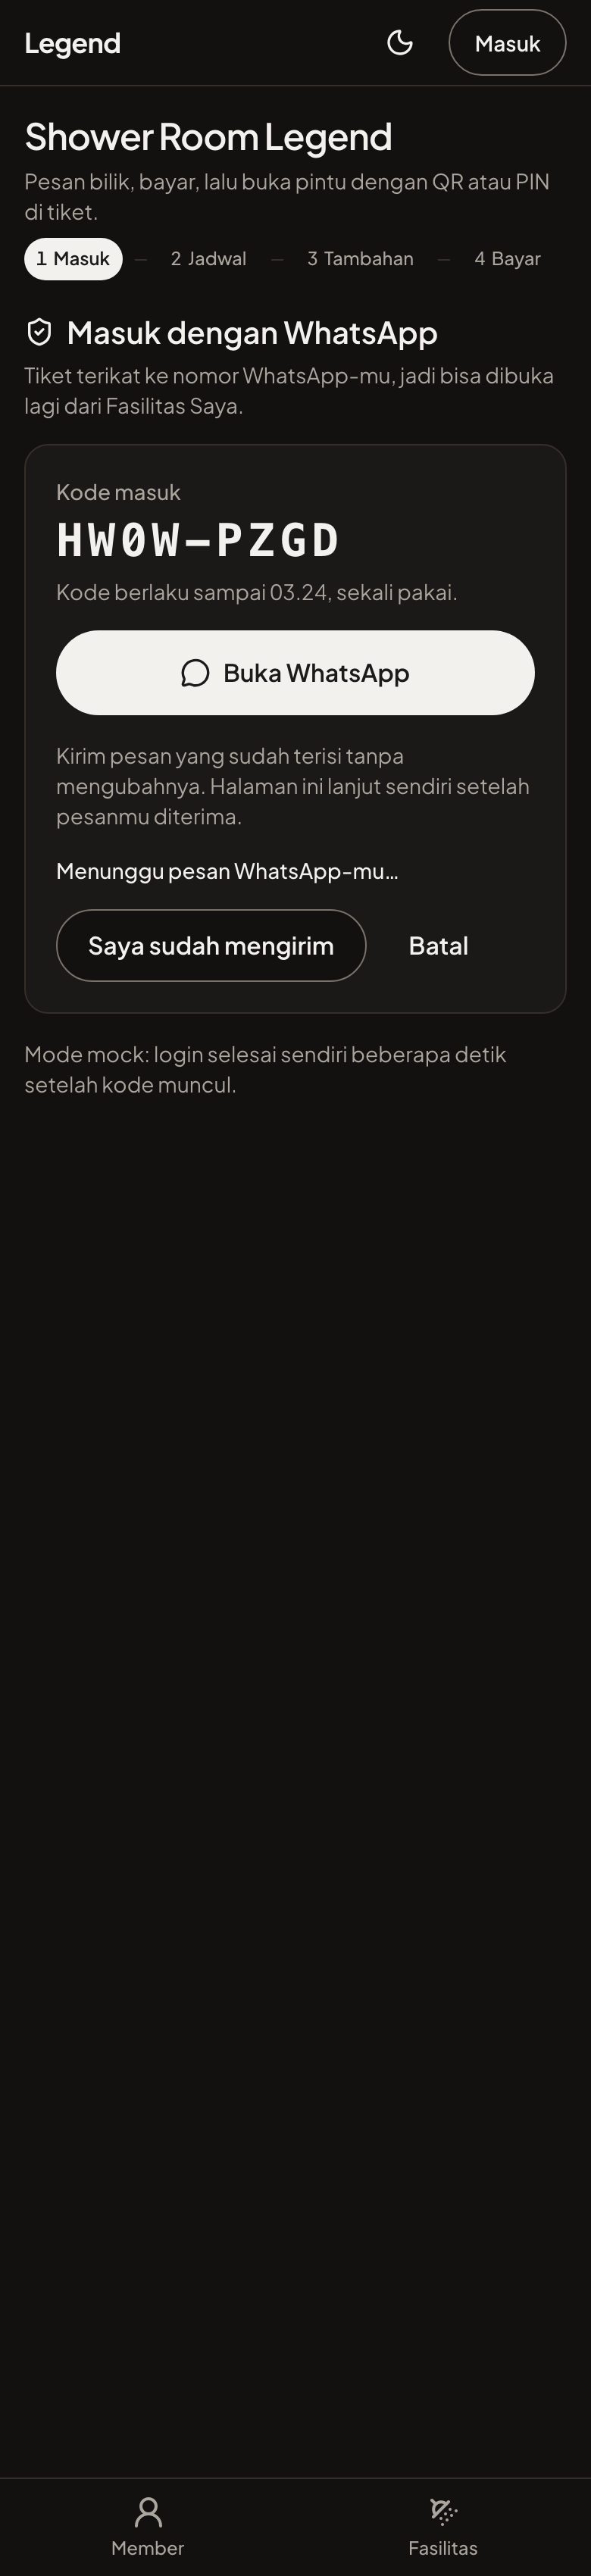 Legend
Masuk
Shower Room Legend
Pesan bilik, bayar, lalu buka pintu dengan QR atau PIN
di tiket.
1 Masuk — 2 Jadwal — 3 Tambahan — 4 Bayar
Masuk dengan WhatsApp
Tiket terikat ke nomor WhatsApp-mu, jadi bisa dibuka
lagi dari Fasilitas Saya.
Kode masuk
HW0W-PZGD
Kode berlaku sampai 03.24, sekali pakai.
Buka WhatsApp
Kirim pesan yang sudah terisi tanpa
mengubahnya. Halaman ini lanjut sendiri setelah
pesanmu diterima.
Menunggu pesan WhatsApp-mu…
Saya sudah mengirim
Batal
Mode mock: login selesai sendiri beberapa detik
setelah kode muncul.
Member
Fasilitas